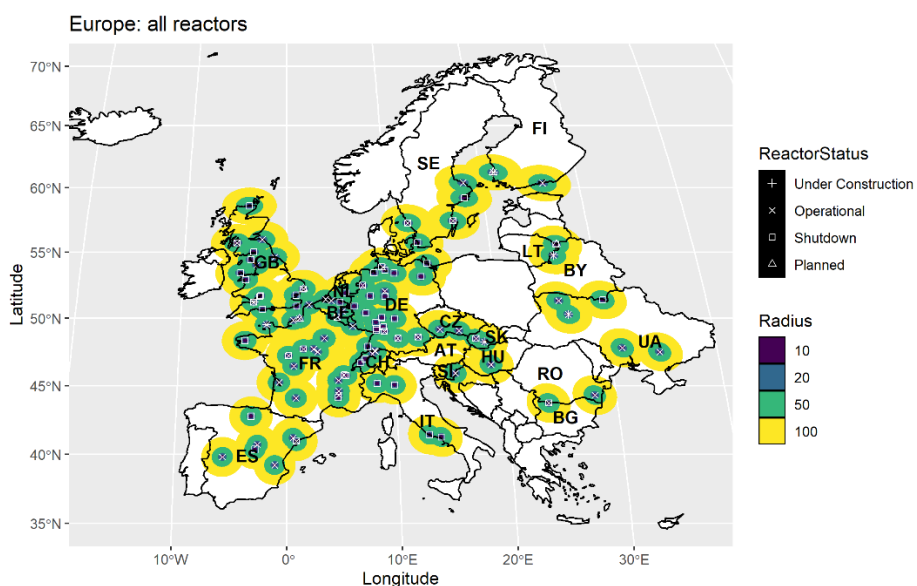 Europe: all reactors
70°N
65°N
60°N
55°N
50°N
45°N
40°N
35°N
Latitude
FI
SE
LT
BY
GB
NL
BE
DE
CZ
SK
UA
AT
HU
FR
CH
SI
RO
BG
IT
ES
10°W
0°
10°E
20°E
30°E
Longitude
ReactorStatus
Under Construction
Operational
Shutdown
Planned
Radius
10
20
50
100